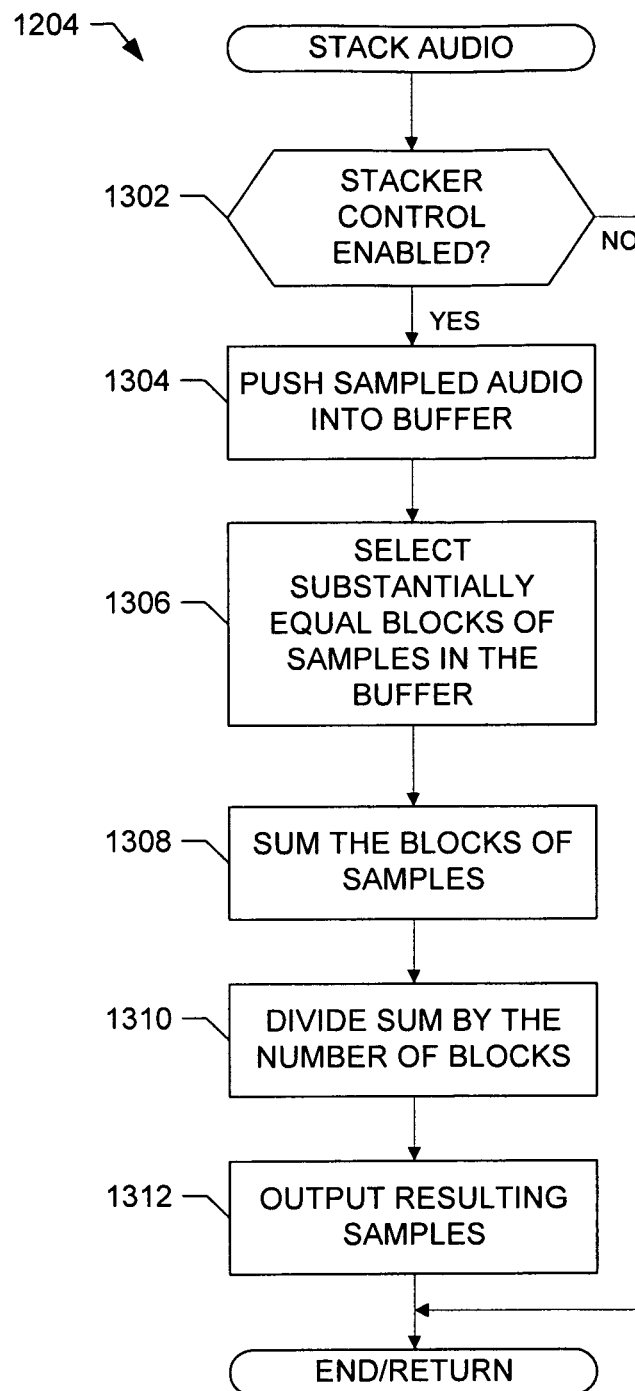 1204
STACK AUDIO
1302
STACKER
CONTROL
ENABLED?
NO
YES
1304
PUSH SAMPLED AUDIO
INTO BUFFER
1306
SELECT
SUBSTANTIALLY
EQUAL BLOCKS OF
SAMPLES IN THE
BUFFER
1308
SUM THE BLOCKS OF
SAMPLES
1310
DIVIDE SUM BY THE
NUMBER OF BLOCKS
1312
OUTPUT RESULTING
SAMPLES
END/RETURN